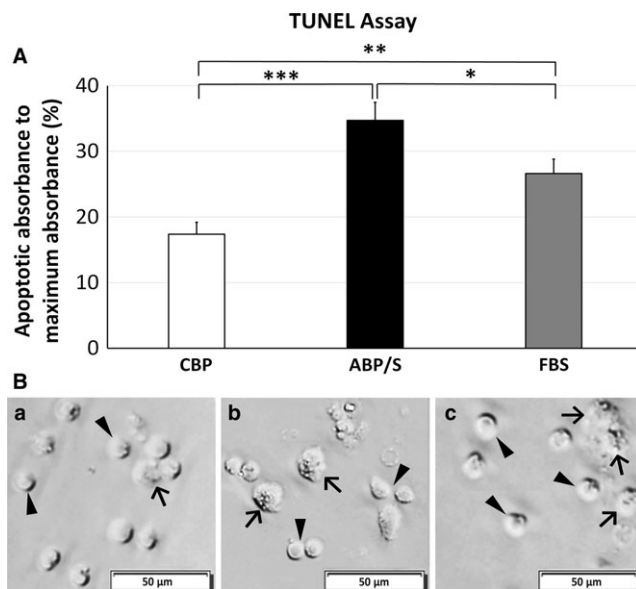 TUNEL Assay
A
**
***
*
Apoptotic absorbance to
maximum absorbance (%)
40
30
20
10
0
CBP
ABP/S
FBS
B
a
b
c
50 µm
50 µm
50 µm